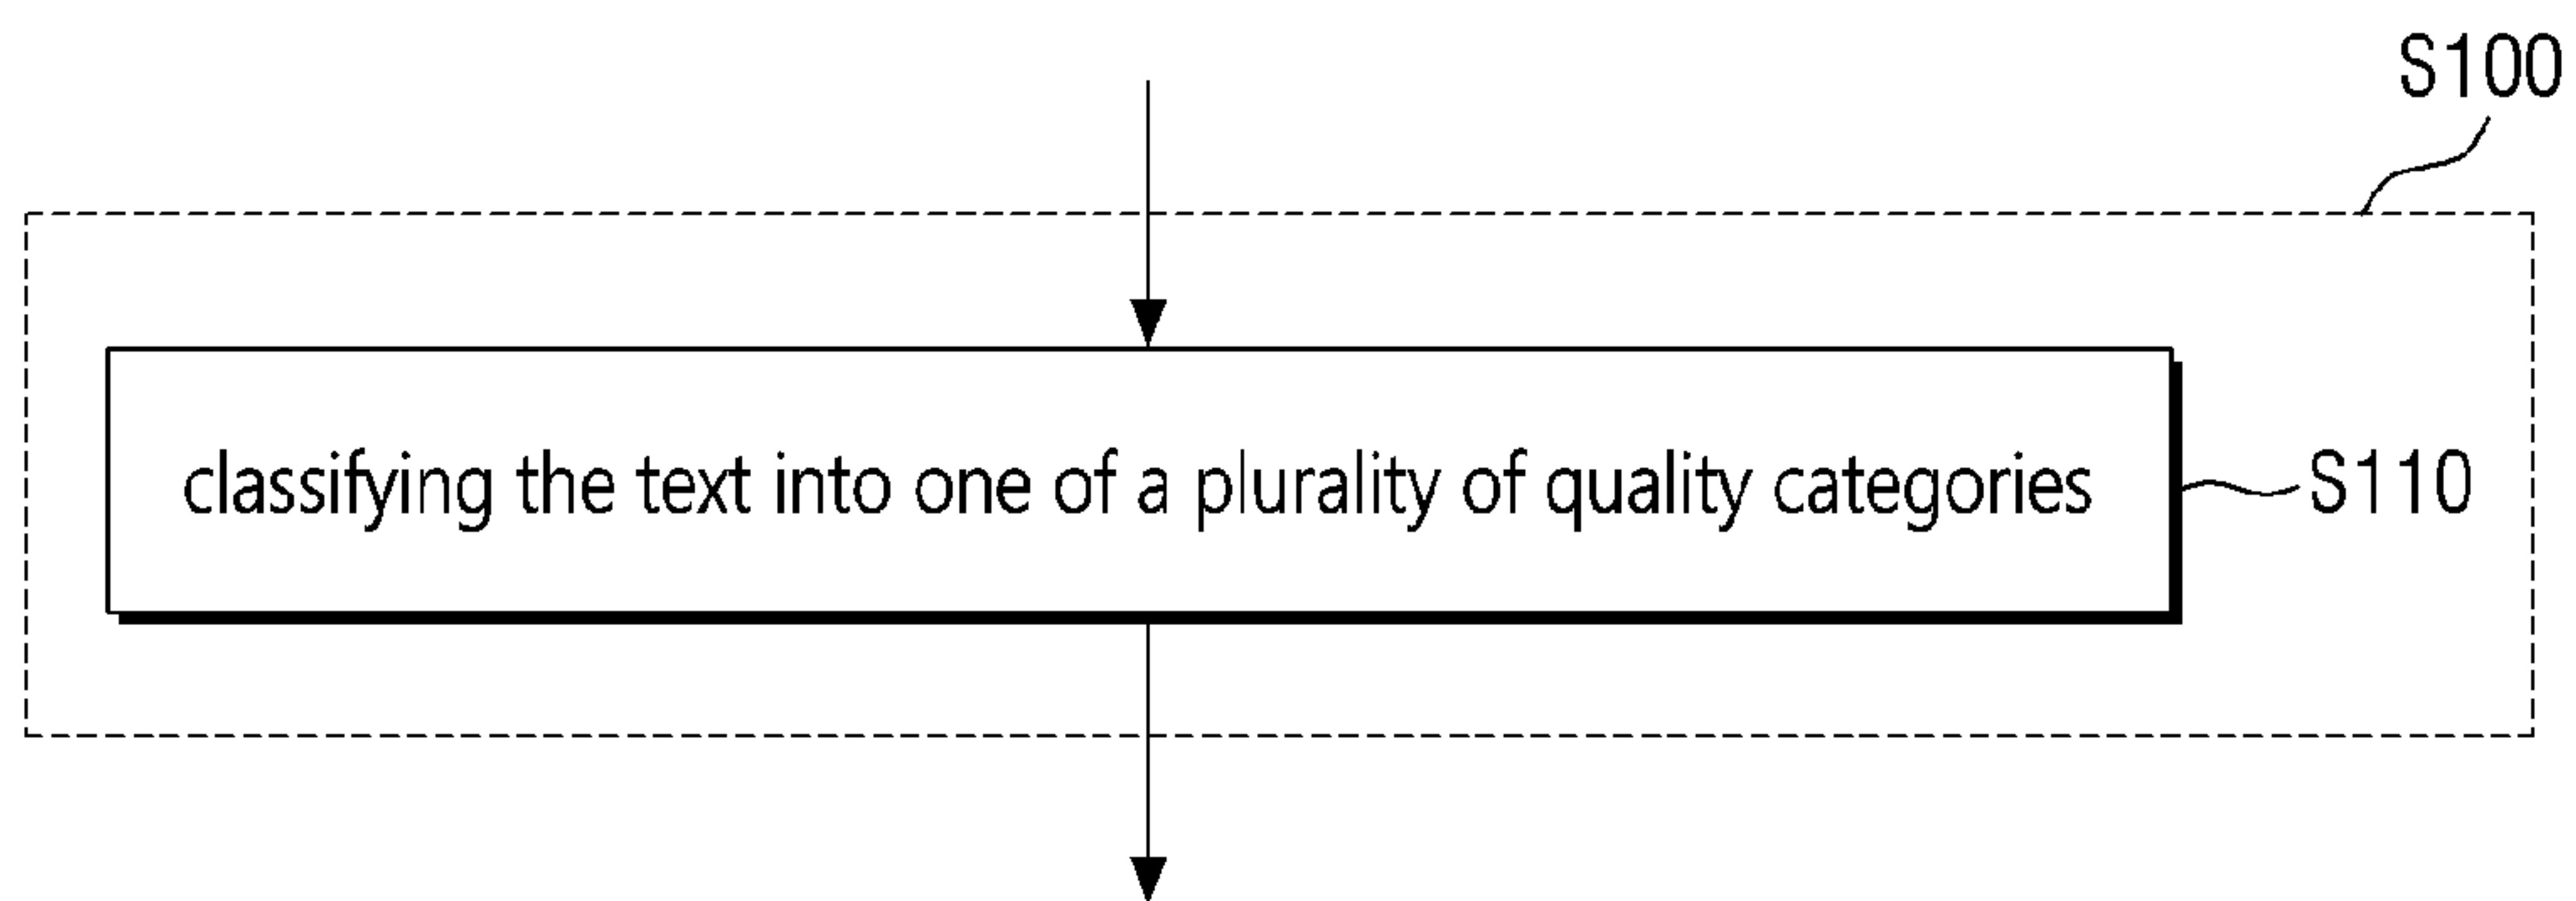 S100
classifying the text into one of a plurality of quality categories
S110